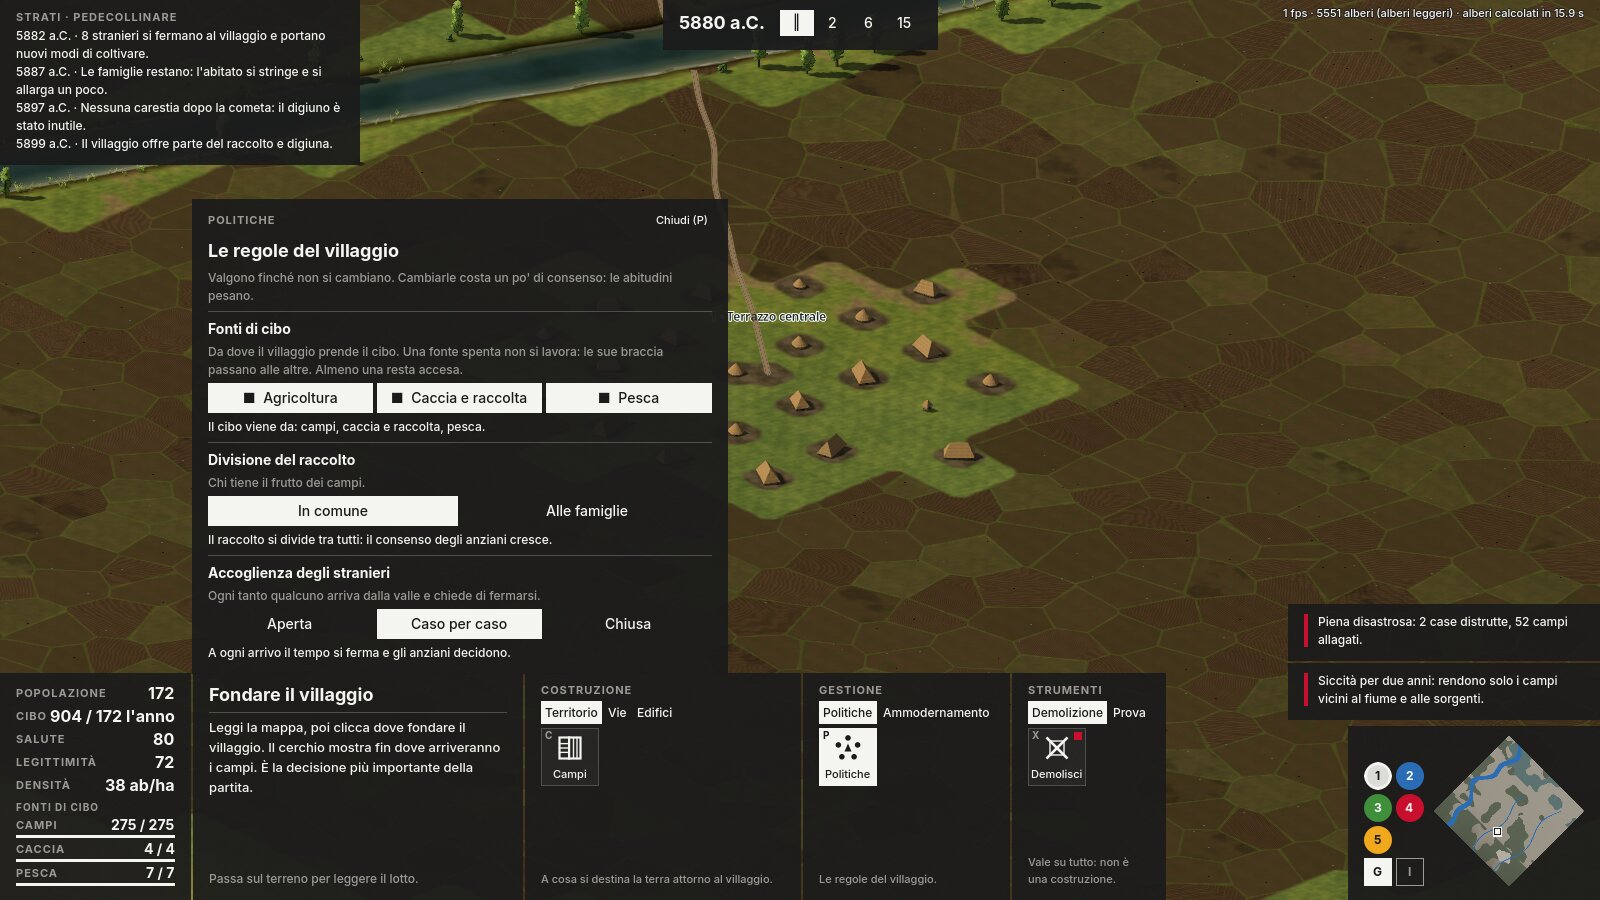 STRATI · PEDECOLLINARE
5882 a.C. · 8 stranieri si fermano al villaggio e portano
nuovi modi di coltivare.
5887 a.C. · Le famiglie restano: l'abitato si stringe e si
allarga un poco.
5897 a.C. · Nessuna carestia dopo la cometa: il digiuno è
stato inutile.
5899 a.C. · Il villaggio offre parte del raccolto e digiuna.
5880 a.C. 2 6 15
1 fps · 5551 alberi (alberi leggeri) · alberi calcolati in 15.9 s
POLITICHE Chiudi (P)
Le regole del villaggio
Valgono finché non si cambiano. Cambiarle costa un po' di consenso: le abitudini
pesano.
Fonti di cibo
Da dove il villaggio prende il cibo. Una fonte spenta non si lavora: le sue braccia
passano alle altre. Almeno una resta accesa.
Agricoltura Caccia e raccolta Pesca
Il cibo viene da: campi, caccia e raccolta, pesca.
Divisione del raccolto
Chi tiene il frutto dei campi.
In comune Alle famiglie
Il raccolto si divide tra tutti: il consenso degli anziani cresce.
Accoglienza degli stranieri
Ogni tanto qualcuno arriva dalla valle e chiede di fermarsi.
Aperta Caso per caso Chiusa
A ogni arrivo il tempo si ferma e gli anziani decidono.
Terrazzo centrale
Piena disastrosa: 2 case distrutte, 52 campi
allagati.
Siccità per due anni: rendono solo i campi
vicini al fiume e alle sorgenti.
POPOLAZIONE 172
CIBO 904 / 172 l'anno
SALUTE 80
LEGITTIMITÀ 72
DENSITÀ 38 ab/ha
FONTI DI CIBO
CAMPI 275 / 275
CACCIA 4 / 4
PESCA 7 / 7
Fondare il villaggio
Leggi la mappa, poi clicca dove fondare il
villaggio. Il cerchio mostra fin dove arriveranno
i campi. È la decisione più importante della
partita.
Passa sul terreno per leggere il lotto.
COSTRUZIONE
Territorio Vie Edifici
C
Campi
A cosa si destina la terra attorno al villaggio.
GESTIONE
Politiche Ammodernamento
P
Politiche
Le regole del villaggio.
STRUMENTI
Demolizione Prova
X
Demolisci
Vale su tutto: non è
una costruzione.
1 2
3 4
5
G I